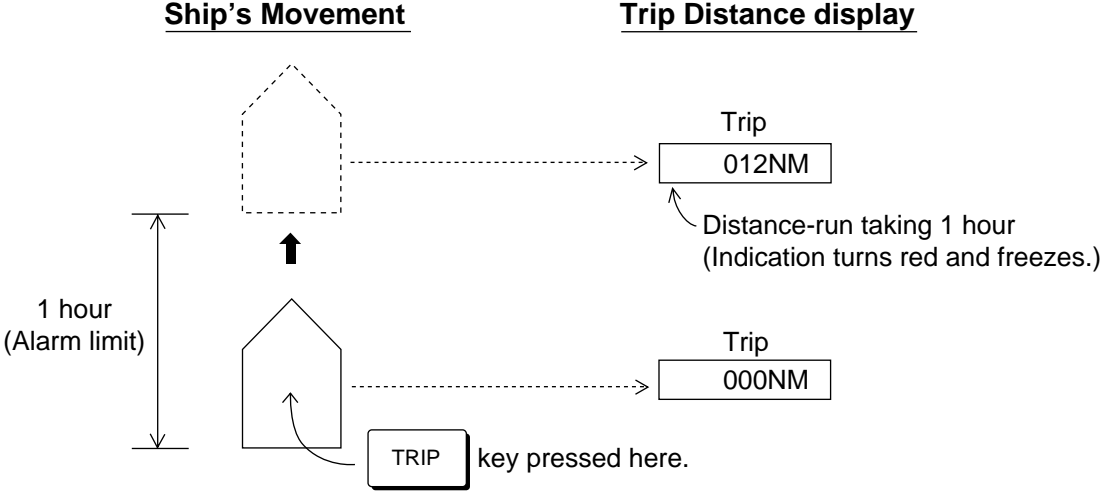 Ship's Movement
Trip Distance display
Trip
012NM
Distance-run taking 1 hour
(Indication turns red and freezes.)
1 hour
(Alarm limit)
Trip
000NM
TRIP key pressed here.